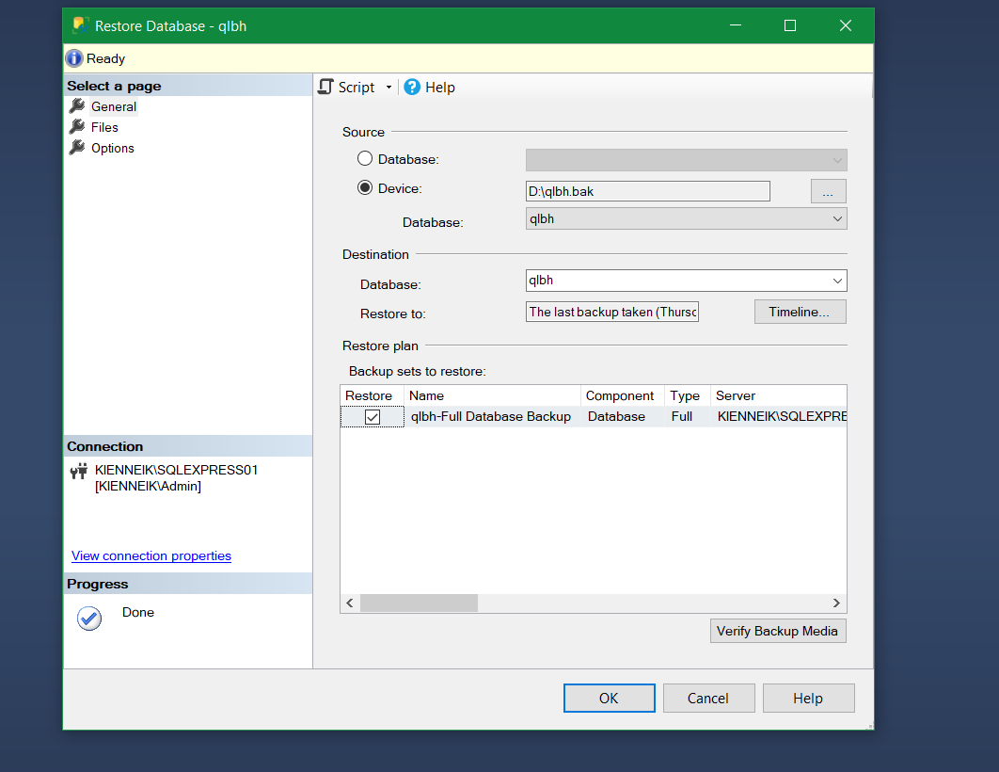 Restore Database - qlbh
Ready
Select a page
General
Files
Options
Connection
KIENNEIK\SQLEXPRESS01
[KIENNEIK\Admin]
View connection properties
Progress
Done
Script
Help
Source
Database:
Device:
D:\qlbh.bak
...
Database:
qlbh
Destination
Database:
qlbh
Restore to:
The last backup taken (Thursd
Timeline...
Restore plan
Backup sets to restore:
Restore Name Component Type Server
qlbh-Full Database Backup Database Full KIENNEIK\SQLEXPRE
Verify Backup Media
OK Cancel Help